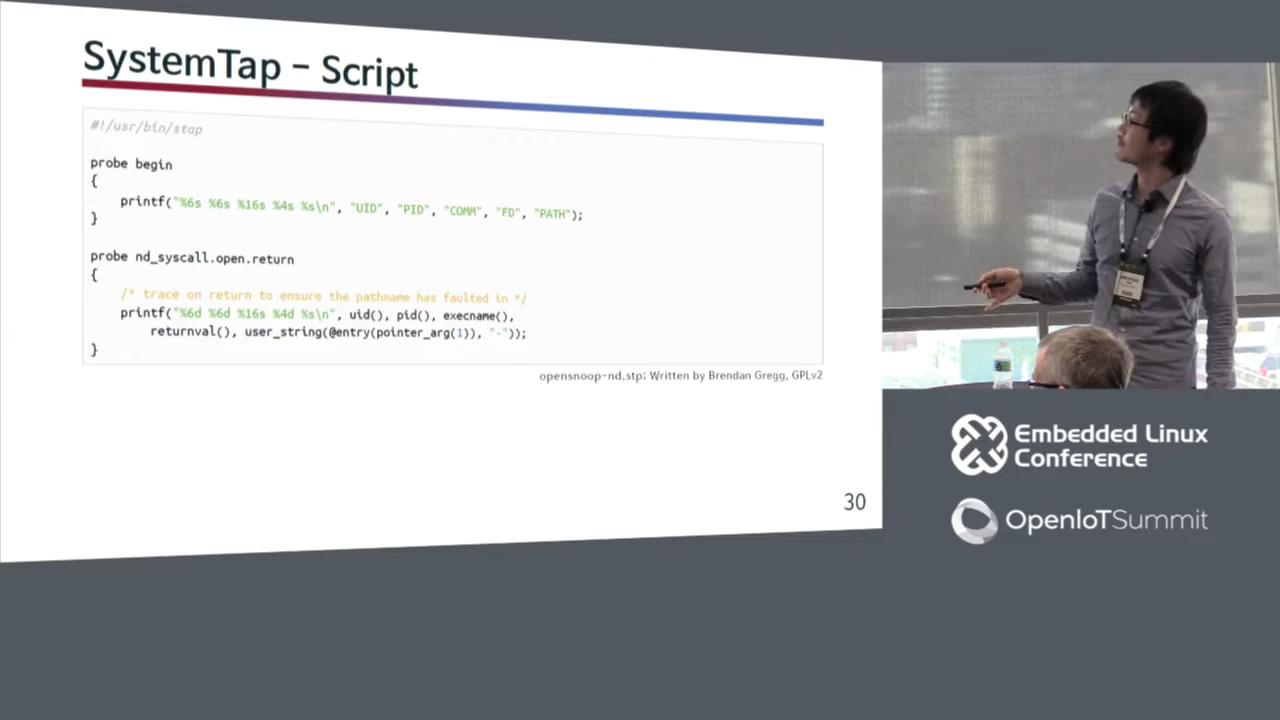 SystemTap – Script
#!/usr/bin/stap
probe begin
{
printf("%6s %6s %16s %4s %s\n", "UID", "PID", "COMM", "FD", "PATH");
}
probe nd_syscall.open.return
{
/* trace on return to ensure the pathname has faulted in */
printf("%6d %6d %16s %4d %s\n", uid(), pid(), execname(),
returnval(), user_string(@entry(pointer_arg(1)), "-"));
}
opensnoop-nd.stp; Written by Brendan Gregg, GPLv2
30
Embedded Linux
Conference
OpenIoTSummit